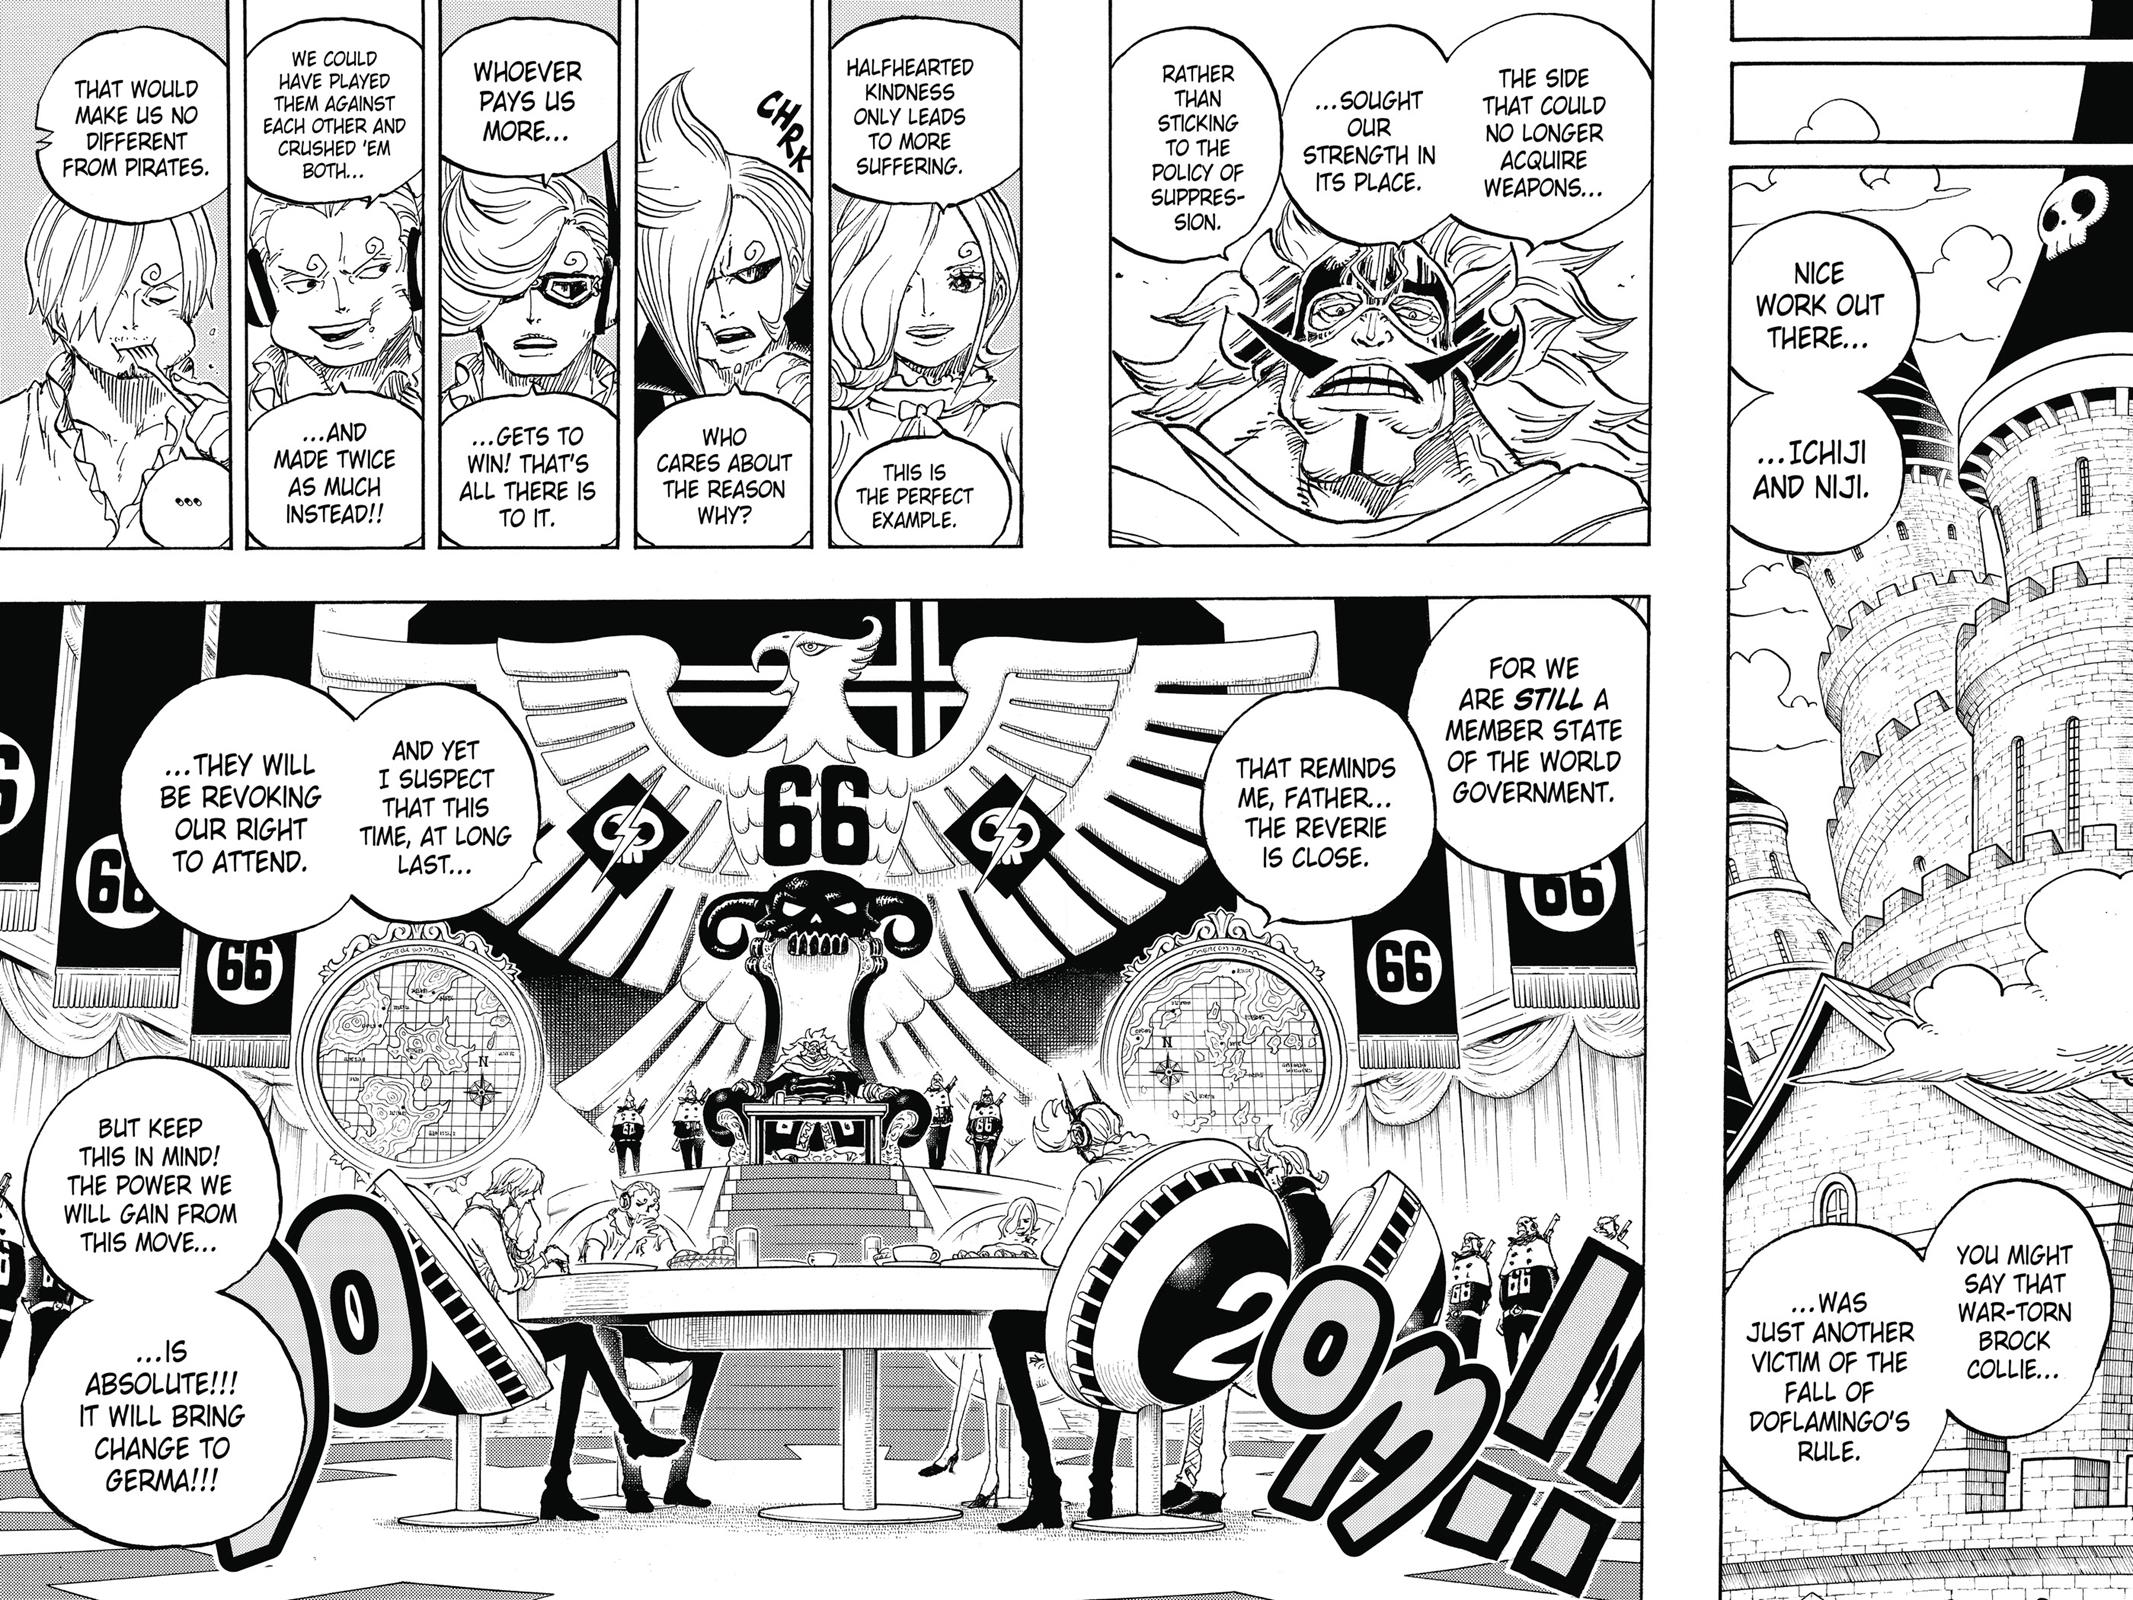 NICE
WORK OUT
THERE...
...ICHIJI
AND NIJI.
YOU MIGHT
SAY THAT
WAR-TORN
BROCK
COLLIE...
...WAS
JUST ANOTHER
VICTIM OF THE
FALL OF
DOFLAMINGO'S
RULE.
THE SIDE
THAT COULD
NO LONGER
ACQUIRE
WEAPONS...
...SOUGHT
OUR
STRENGTH IN
ITS PLACE.
RATHER
THAN
STICKING
TO THE
POLICY OF
SUPPRES-
SION.
HALFHEARTED
KINDNESS
ONLY LEADS
TO MORE
SUFFERING.
THIS IS
THE PERFECT
EXAMPLE.
CHRK
WHO
CARES ABOUT
THE REASON
WHY?
WHOEVER
PAYS US
MORE...
...GETS TO
WIN! THAT'S
ALL THERE IS
TO IT.
WE COULD
HAVE PLAYED
THEM AGAINST
EACH OTHER AND
CRUSHED 'EM
BOTH...
...AND
MADE TWICE
AS MUCH
INSTEAD!!
THAT WOULD
MAKE US NO
DIFFERENT
FROM PIRATES.
...
FOR WE
ARE STILL A
MEMBER STATE
OF THE WORLD
GOVERNMENT.
THAT REMINDS
ME, FATHER...
THE REVERIE
IS CLOSE.
AND YET
I SUSPECT
THAT THIS
TIME, AT LONG
LAST...
...THEY WILL
BE REVOKING
OUR RIGHT
TO ATTEND.
66
66
66
66
66
66
N
N
2
BUT KEEP
THIS IN MIND!
THE POWER WE
WILL GAIN FROM
THIS MOVE...
...IS
ABSOLUTE!!!
IT WILL BRING
CHANGE TO
GERMA!!!